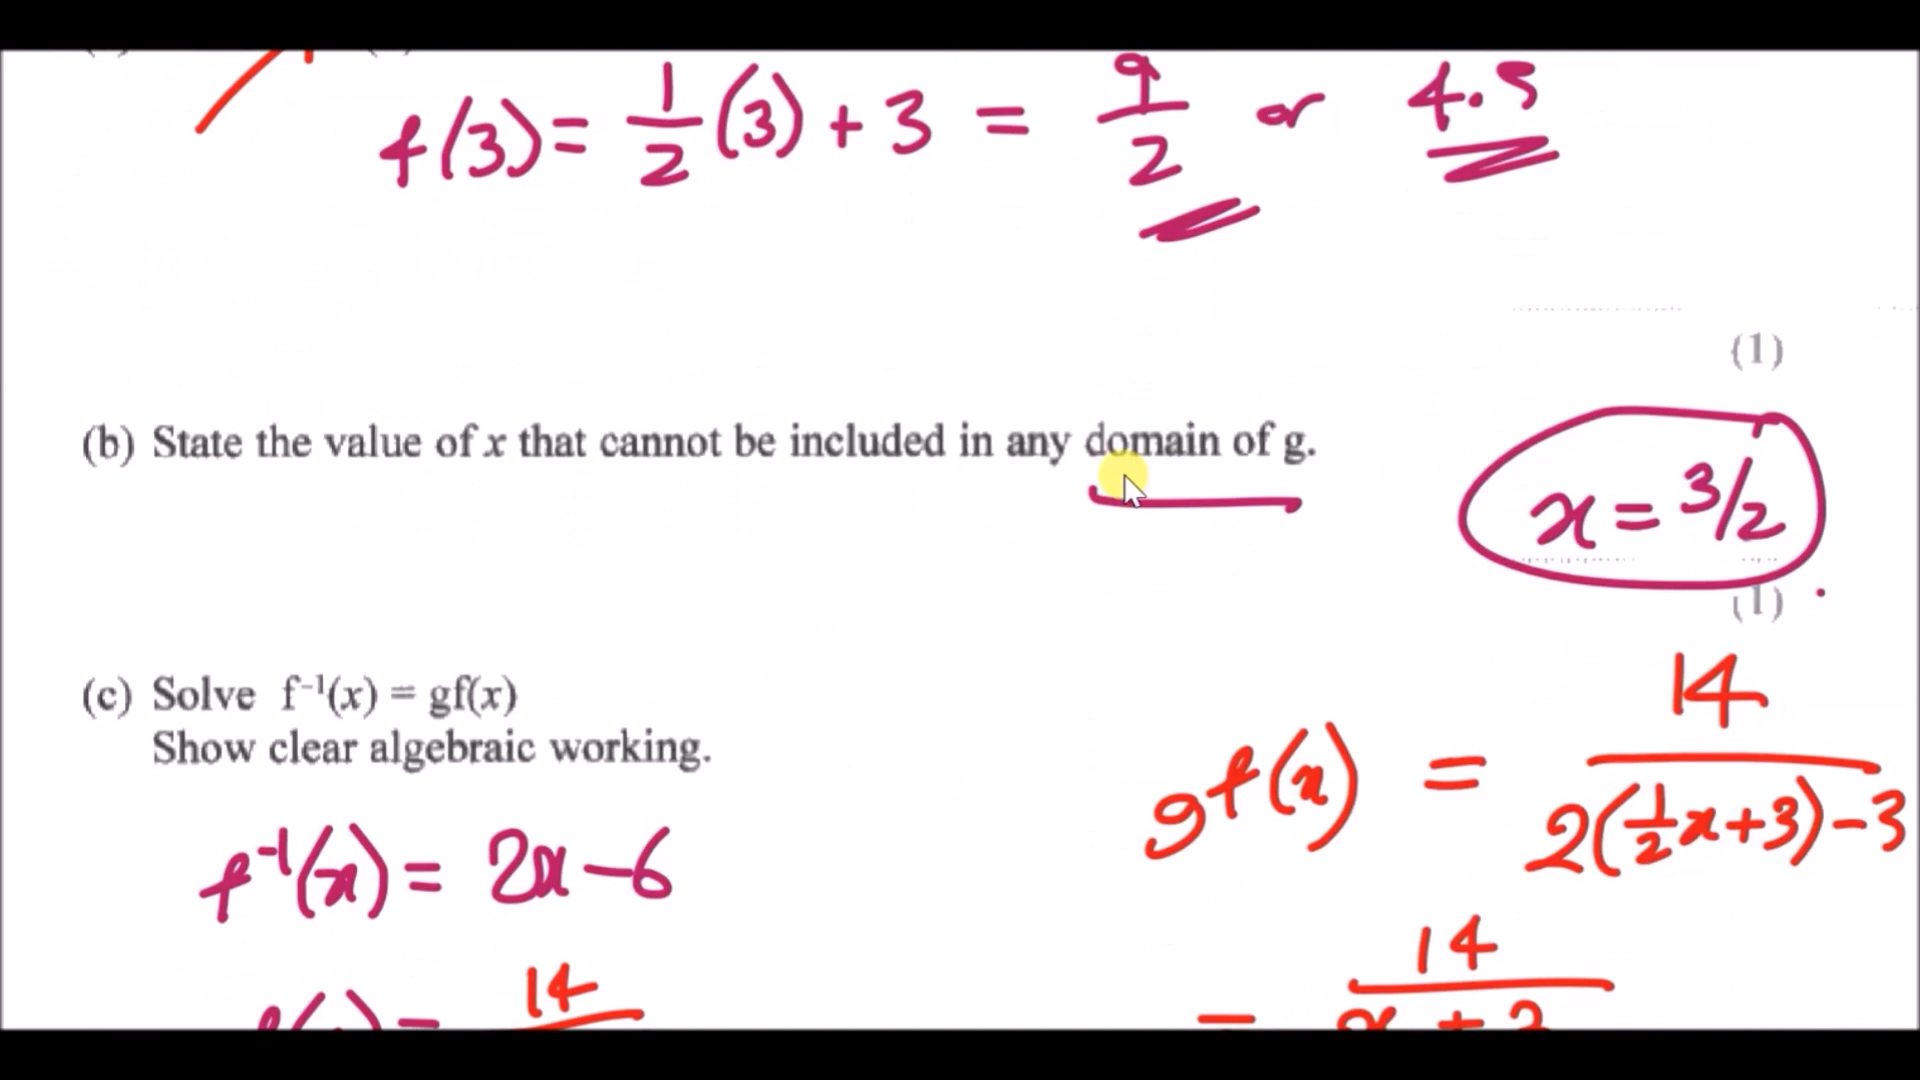 f(3) = 1/2 (3) + 3 = 9/2 or 4.5
(1)
(b) State the value of x that cannot be included in any domain of g.
x = 3/2
(1)
(c) Solve f⁻¹(x) = gf(x)
Show clear algebraic working.
gf(x) = 14 / 2(1/2 x + 3) - 3
f⁻¹(x) = 2x - 6
14
= 14 / x + 3